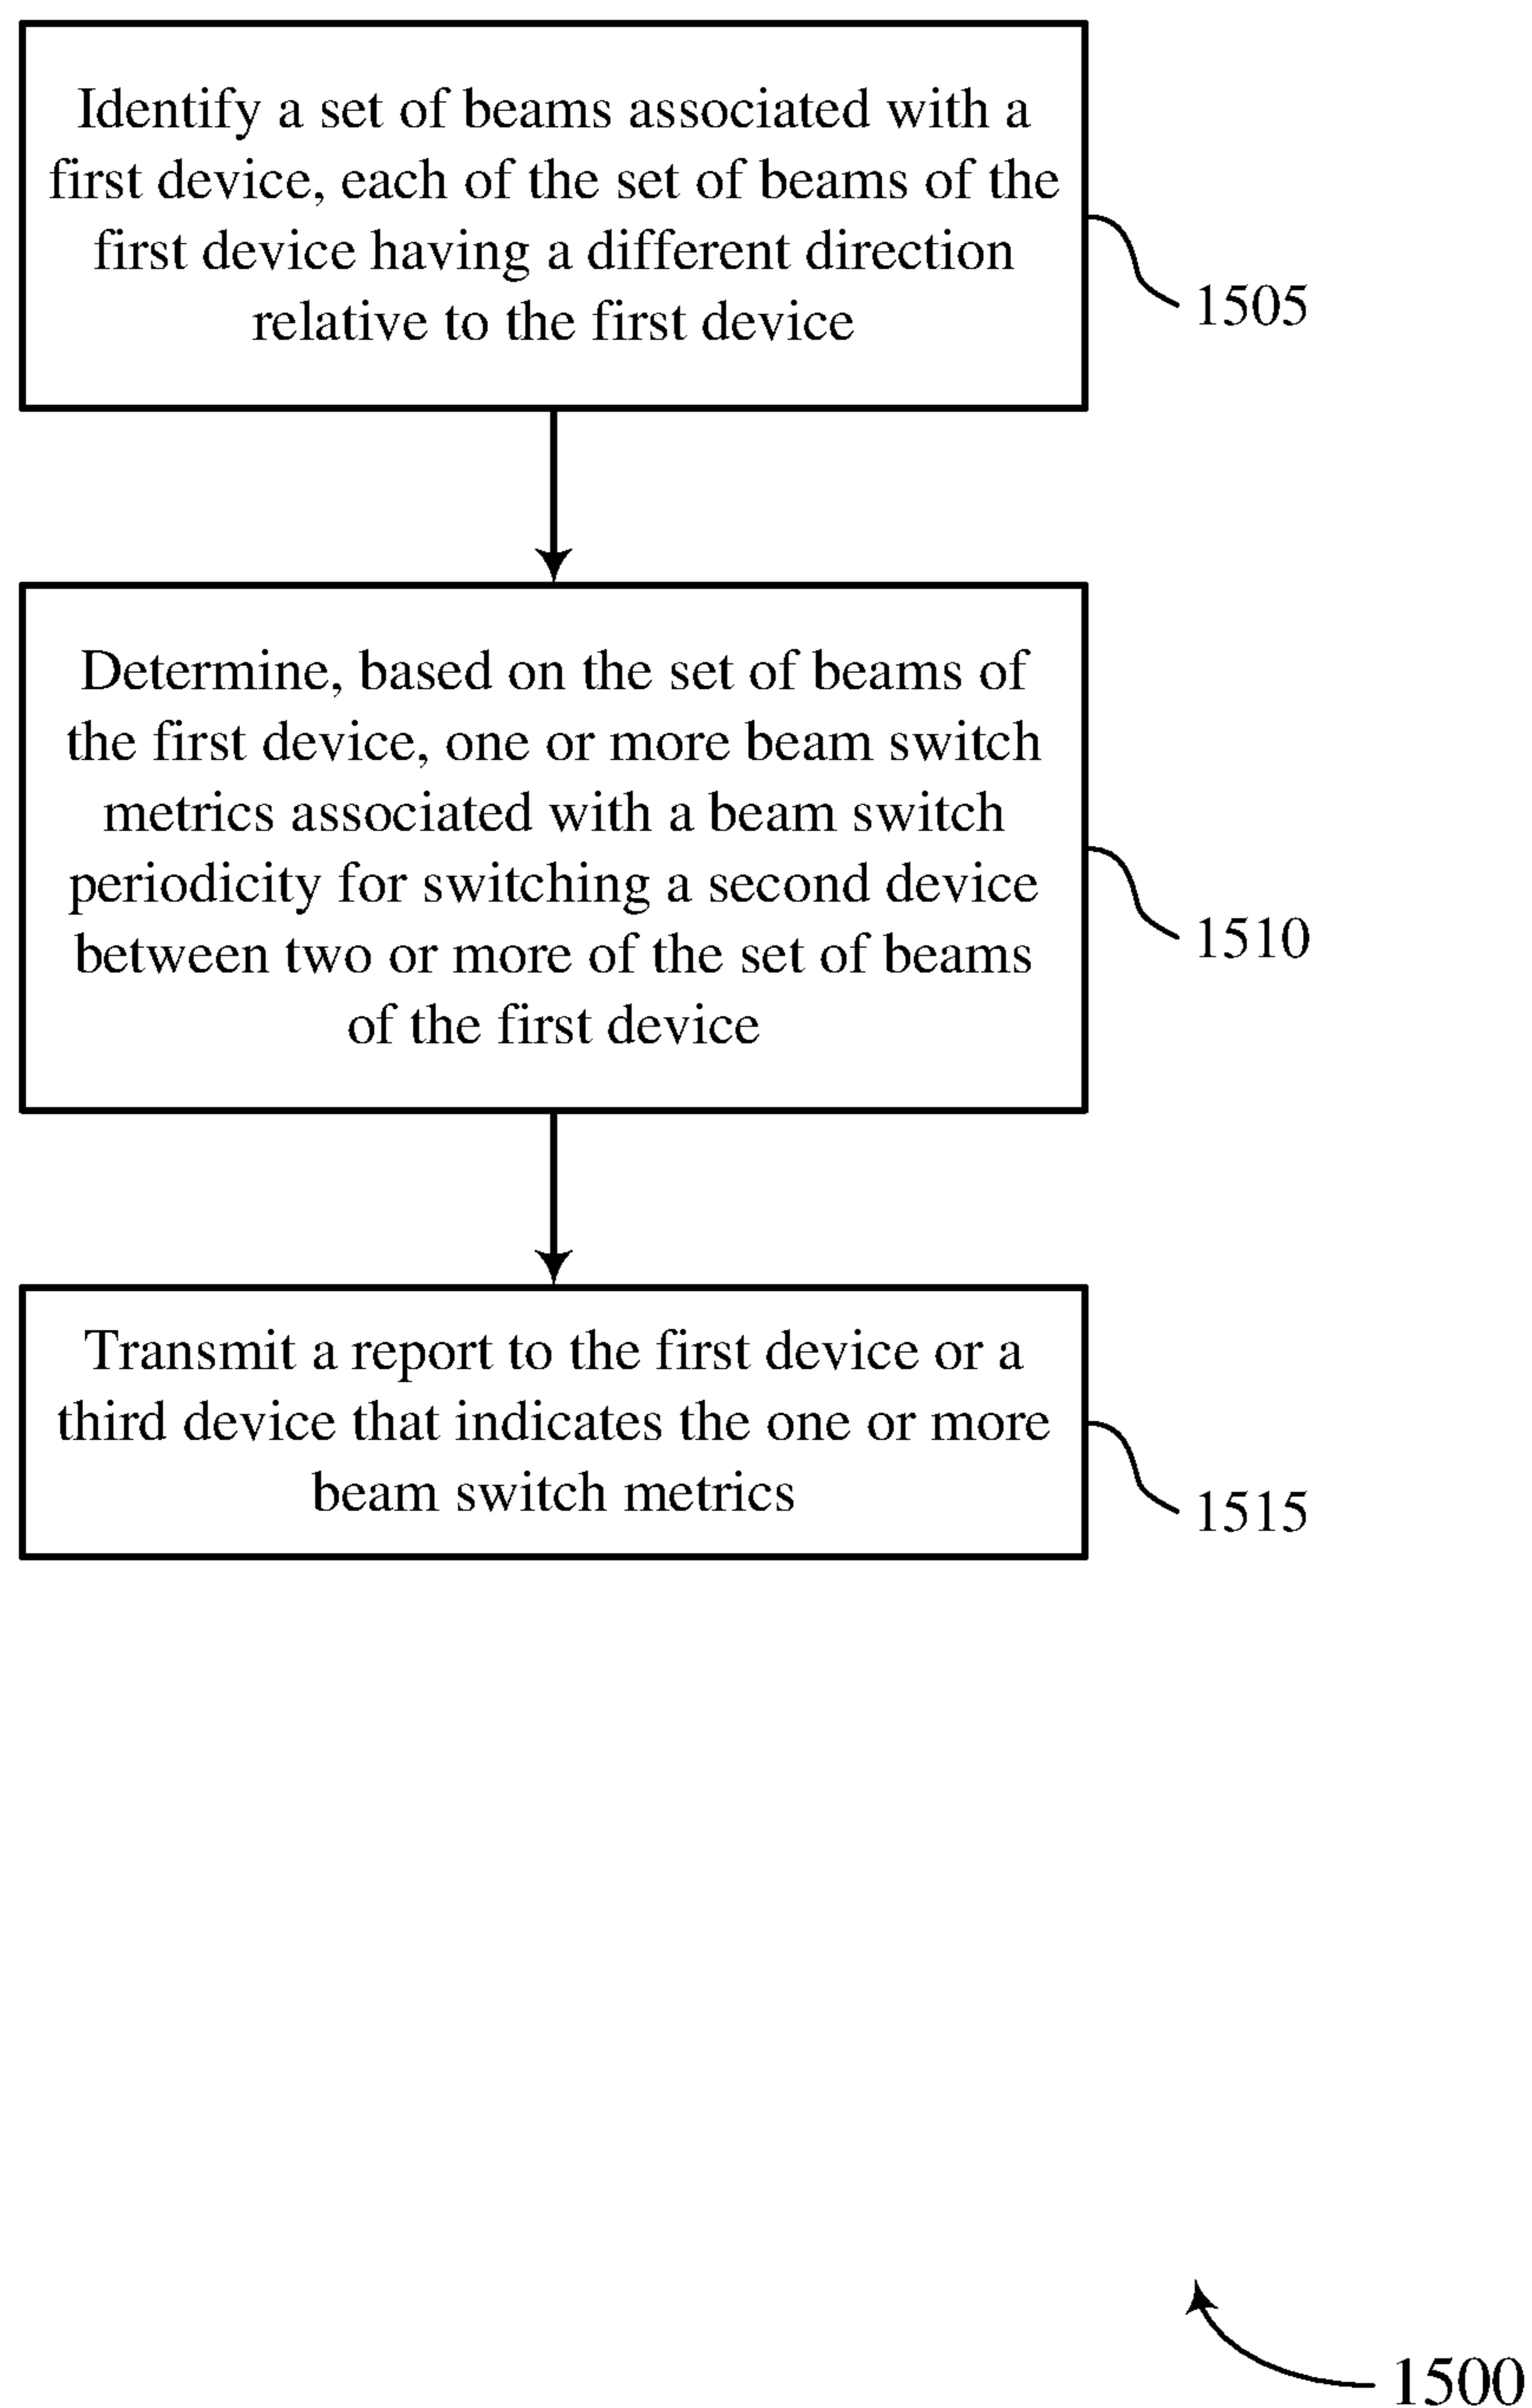 Identify a set of beams associated with a
first device, each of the set of beams of the
first device having a different direction
relative to the first device
1505
Determine, based on the set of beams of
the first device, one or more beam switch
metrics associated with a beam switch
periodicity for switching a second device
between two or more of the set of beams
of the first device
1510
Transmit a report to the first device or a
third device that indicates the one or more
beam switch metrics
1515
1500